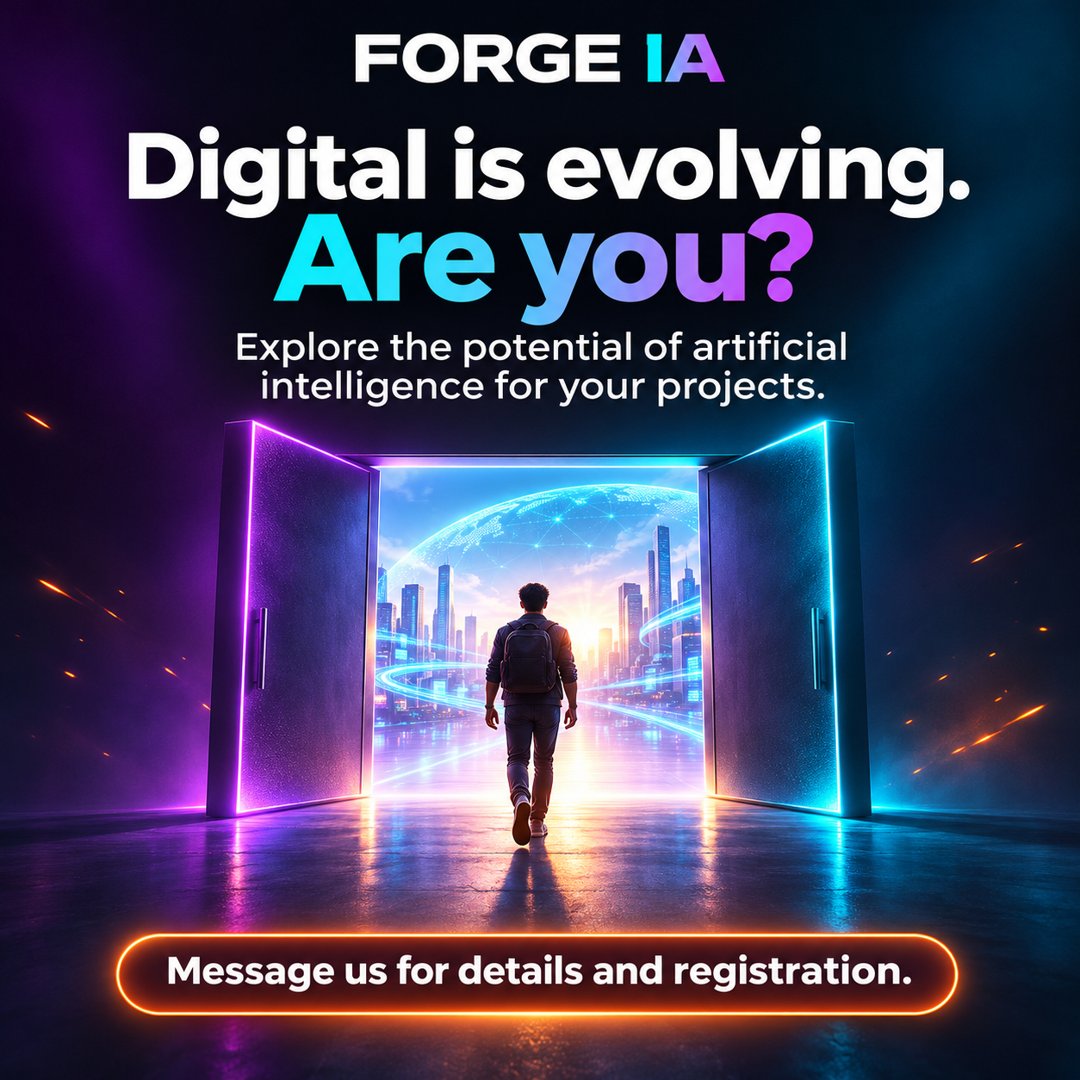 FORGE IA
Digital is evolving.
Are you?
Explore the potential of artificial
intelligence for your projects.
Message us for details and registration.